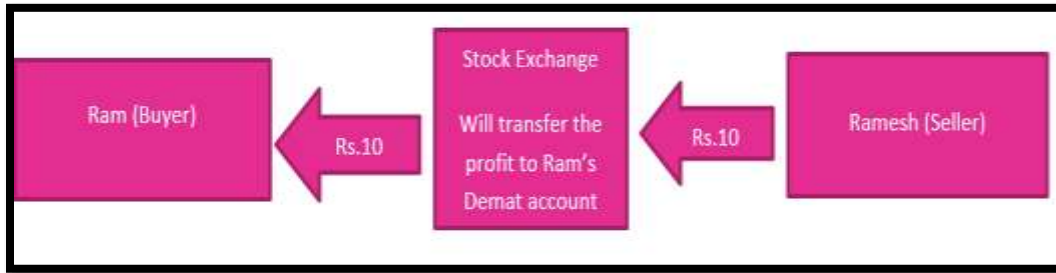 Ram (Buyer)
Rs.10
Stock Exchange
Will transfer the
profit to Ram's
Demat account
Rs.10
Ramesh (Seller)